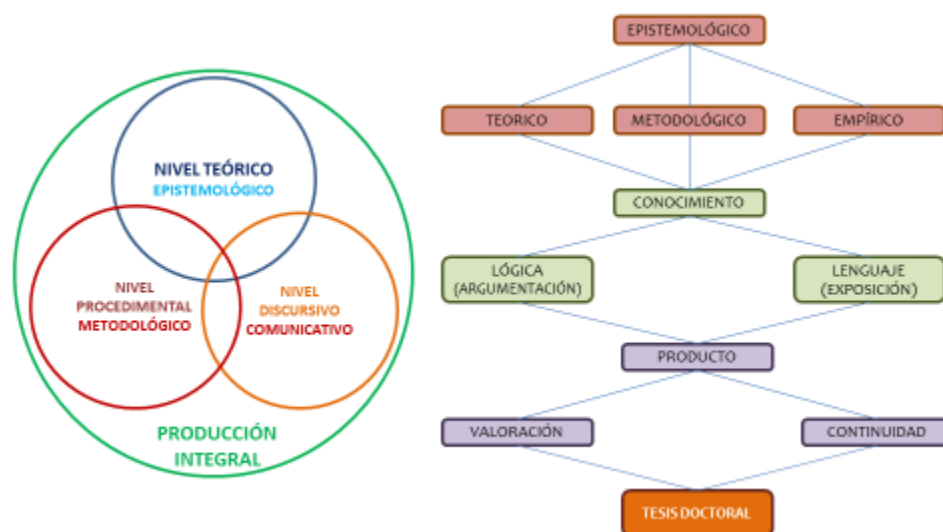 NIVEL TEÓRICO
EPISTEMOLÓGICO
NIVEL
PROCEDIMENTAL
METODOLÓGICO
NIVEL
DISCURSIVO
COMUNICATIVO
PRODUCCIÓN
INTEGRAL
EPISTEMOLÓGICO
TEORICO
METODOLÓGICO
EMPÍRICO
CONOCIMIENTO
LÓGICA
(ARGUMENTACIÓN)
LENGUAJE
(EXPOSICIÓN)
PRODUCTO
VALORACIÓN
CONTINUIDAD
TESIS DOCTORAL